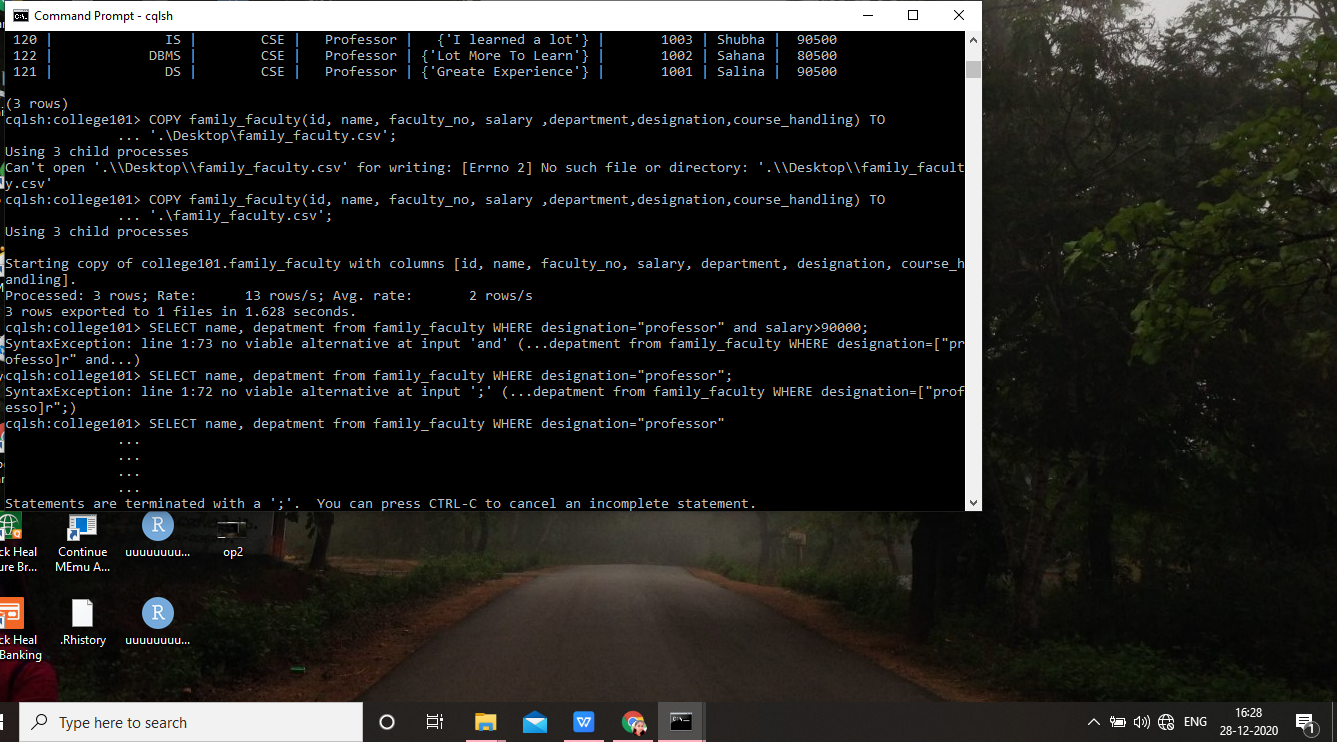 Command Prompt - cqlsh
120 | IS | CSE | Professor | {'I learned a lot'} | 1003 | Shubha | 90500
122 | DBMS | CSE | Professor | {'Lot More To Learn'} | 1002 | Sahana | 80500
121 | DS | CSE | Professor | {'Greate Experience'} | 1001 | Salina | 90500
(3 rows)
cqlsh:college101> COPY family_faculty(id, name, faculty_no, salary ,department,designation,course_handling) TO
... '.\Desktop\family_faculty.csv';
Using 3 child processes
Can't open '.\\Desktop\\family_faculty.csv' for writing: [Errno 2] No such file or directory: '.\\Desktop\\family_facult
y.csv'
cqlsh:college101> COPY family_faculty(id, name, faculty_no, salary ,department,designation,course_handling) TO
... '.\family_faculty.csv';
Using 3 child processes
Starting copy of college101.family_faculty with columns [id, name, faculty_no, salary, department, designation, course_h
andling].
Processed: 3 rows; Rate: 13 rows/s; Avg. rate: 2 rows/s
3 rows exported to 1 files in 1.628 seconds.
cqlsh:college101> SELECT name, depatment from family_faculty WHERE designation="professor" and salary>90000;
SyntaxException: line 1:73 no viable alternative at input 'and' (...depatment from family_faculty WHERE designation=["pr
ofesso]r" and...)
cqlsh:college101> SELECT name, depatment from family_faculty WHERE designation="professor";
SyntaxException: line 1:72 no viable alternative at input ';' (...depatment from family_faculty WHERE designation=["prof
esso]r";)
cqlsh:college101> SELECT name, depatment from family_faculty WHERE designation="professor"
...
...
...
...
Statements are terminated with a ';'. You can press CTRL-C to cancel an incomplete statement.
ck Heal
ure Br...
Continue
MEmu A...
uuuuuuuu...
op2
ck Heal
Banking
.Rhistory
uuuuuuuu...
Type here to search
ENG
16:28
28-12-2020
1